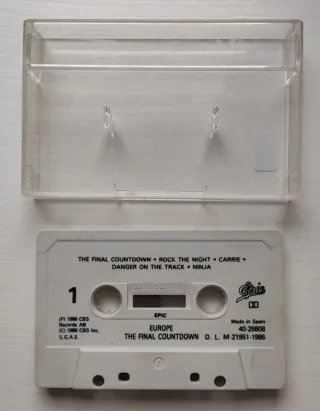 THE FINAL COUNTDOWN • ROCK THE NIGHT • CARRIE •
DANGER ON THE TRACK • NINJA
1
Epic
(P) 1986 CBS
Records AB
(C) 1986 CBS Inc.
S.G.A.E.
EPIC
Made in Spain
40-26808
EUROPE
THE FINAL COUNTDOWN
D. L. M-21951-1986